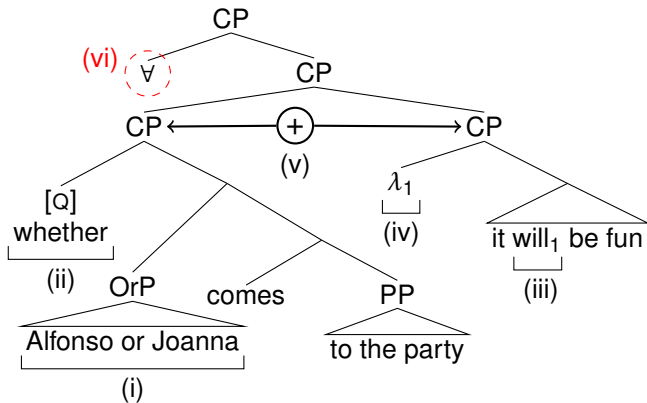 CP
(vi) ∀ CP
CP + CP
(v)
[Q] λ₁
whether (iv) it will₁ be fun
(ii) OrP comes PP (iii)
Alfonso or Joanna to the party
(i)